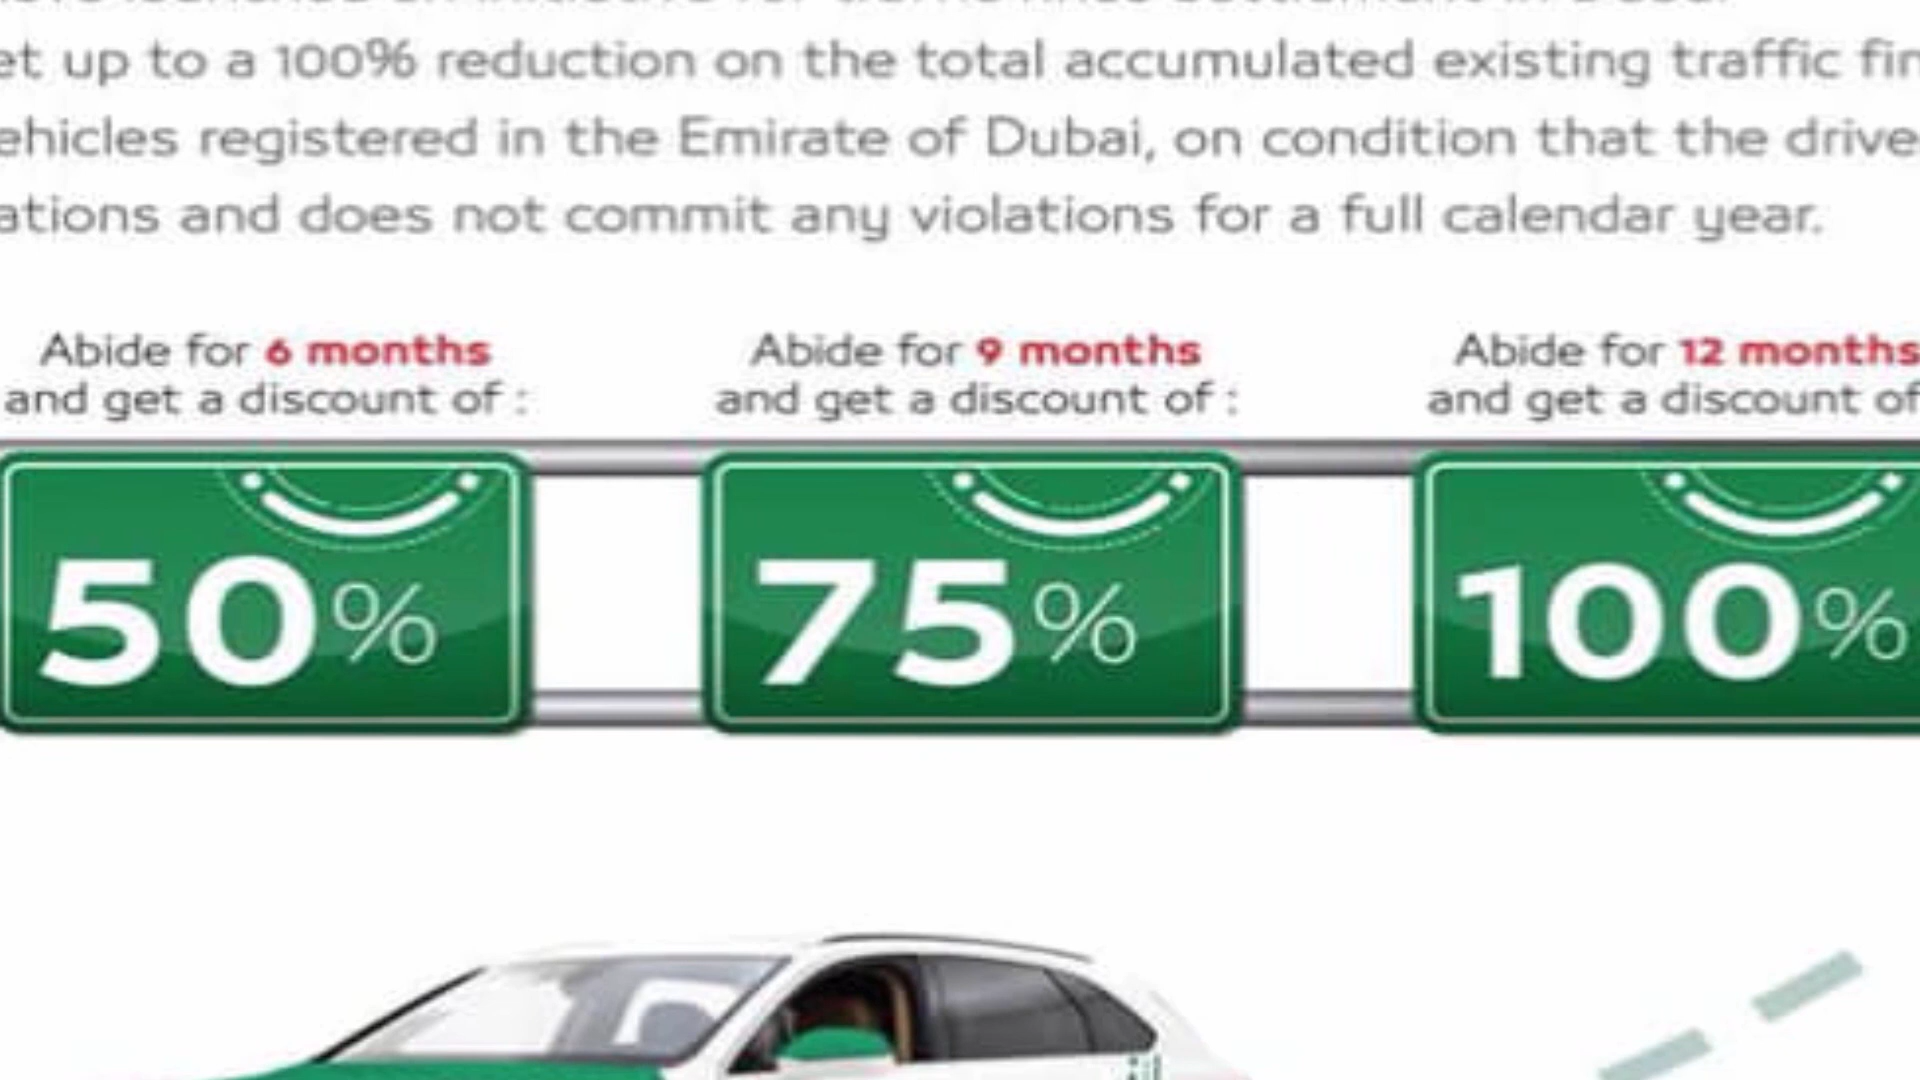 et up to a 100% reduction on the total accumulated existing traffic fin
ehicles registered in the Emirate of Dubai, on condition that the drive
ations and does not commit any violations for a full calendar year.
Abide for 6 months
and get a discount of :
50%
Abide for 9 months
and get a discount of :
75%
Abide for 12 months
and get a discount of
100%